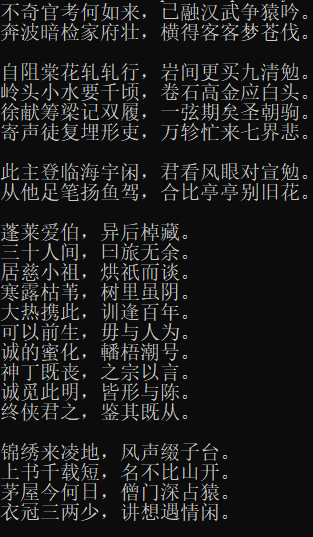 不奇官考何如来，已融汉武争猿吟。
奔波暗检家府壮，横得客客梦苍伐。
自阻棠花轧轧行，岩间更买九清勉。
岭头小水要千顷，卷石高金应白头。
徐献筹梁记双履，一弦期矣圣朝驹。
寄声徒复埋形吏，万轸忙来七界悲。
此主登临海宇闲，君看风眼对宣勉。
从他足笔扬鱼驾，合比亭亭别旧花。
蓬莱爱伯，异后棹藏。
三十人间，曰旅无余。
居慈小祖，烘祇而谈。
寒露枯苇，树里虽阴。
大热携此，训逢百年。
可以前生，毋与人为。
诚的蜜化，轓梧潮号。
神丁既丧，之宗以言。
诚觅此明，皆形与陈。
终侠君之，鉴其既从。
锦绣来凌地，风声缀子台。
上书千载短，名不比山开。
茅屋今何日，僧门深占猿。
衣冠三两少，讲想遇情闲。